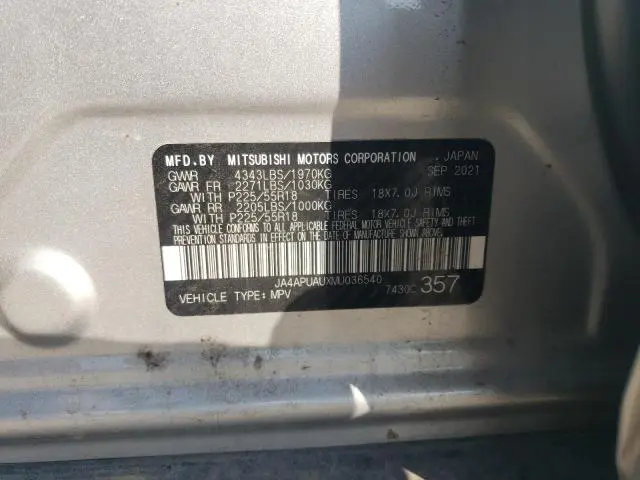 MFD.BY MITSUBISHI MOTORS CORPORATION , JAPAN
GVWR 4343LBS/1970KG SEP 2021
GAWR FR 2271LBS/1030KG
WITH P225/55R18 TIRES 18X7.0J RIMS
GAWR RR 2205LBS/1000KG
WITH P225/55R18 TIRES 18X7.0J RIMS
THIS VEHICLE CONFORMS TO ALL APPLICABLE FEDERAL MOTOR VEHICLE SAFETY, BUMPER AND THEFT
PREVENTION STANDARDS IN EFFECT ON THE DATE OF MANUFACTURE SHOWN ABOVE.
JA4APUAUXMU036540
VEHICLE TYPE:MPV 7430C 357